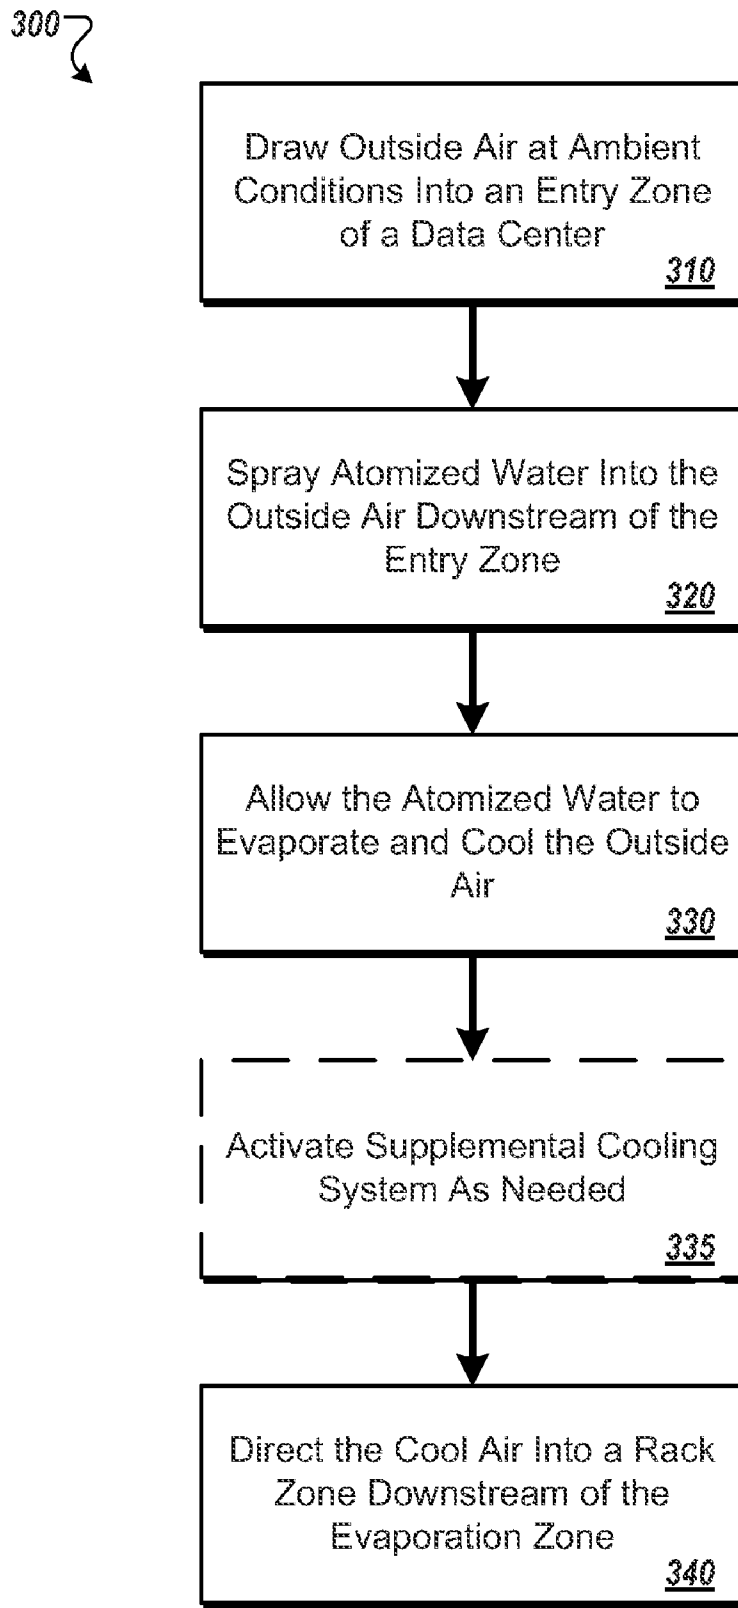 300
Draw Outside Air at Ambient
Conditions Into an Entry Zone
of a Data Center
310
Spray Atomized Water Into the
Outside Air Downstream of the
Entry Zone
320
Allow the Atomized Water to
Evaporate and Cool the Outside
Air
330
Activate Supplemental Cooling
System As Needed
335
Direct the Cool Air Into a Rack
Zone Downstream of the
Evaporation Zone
340